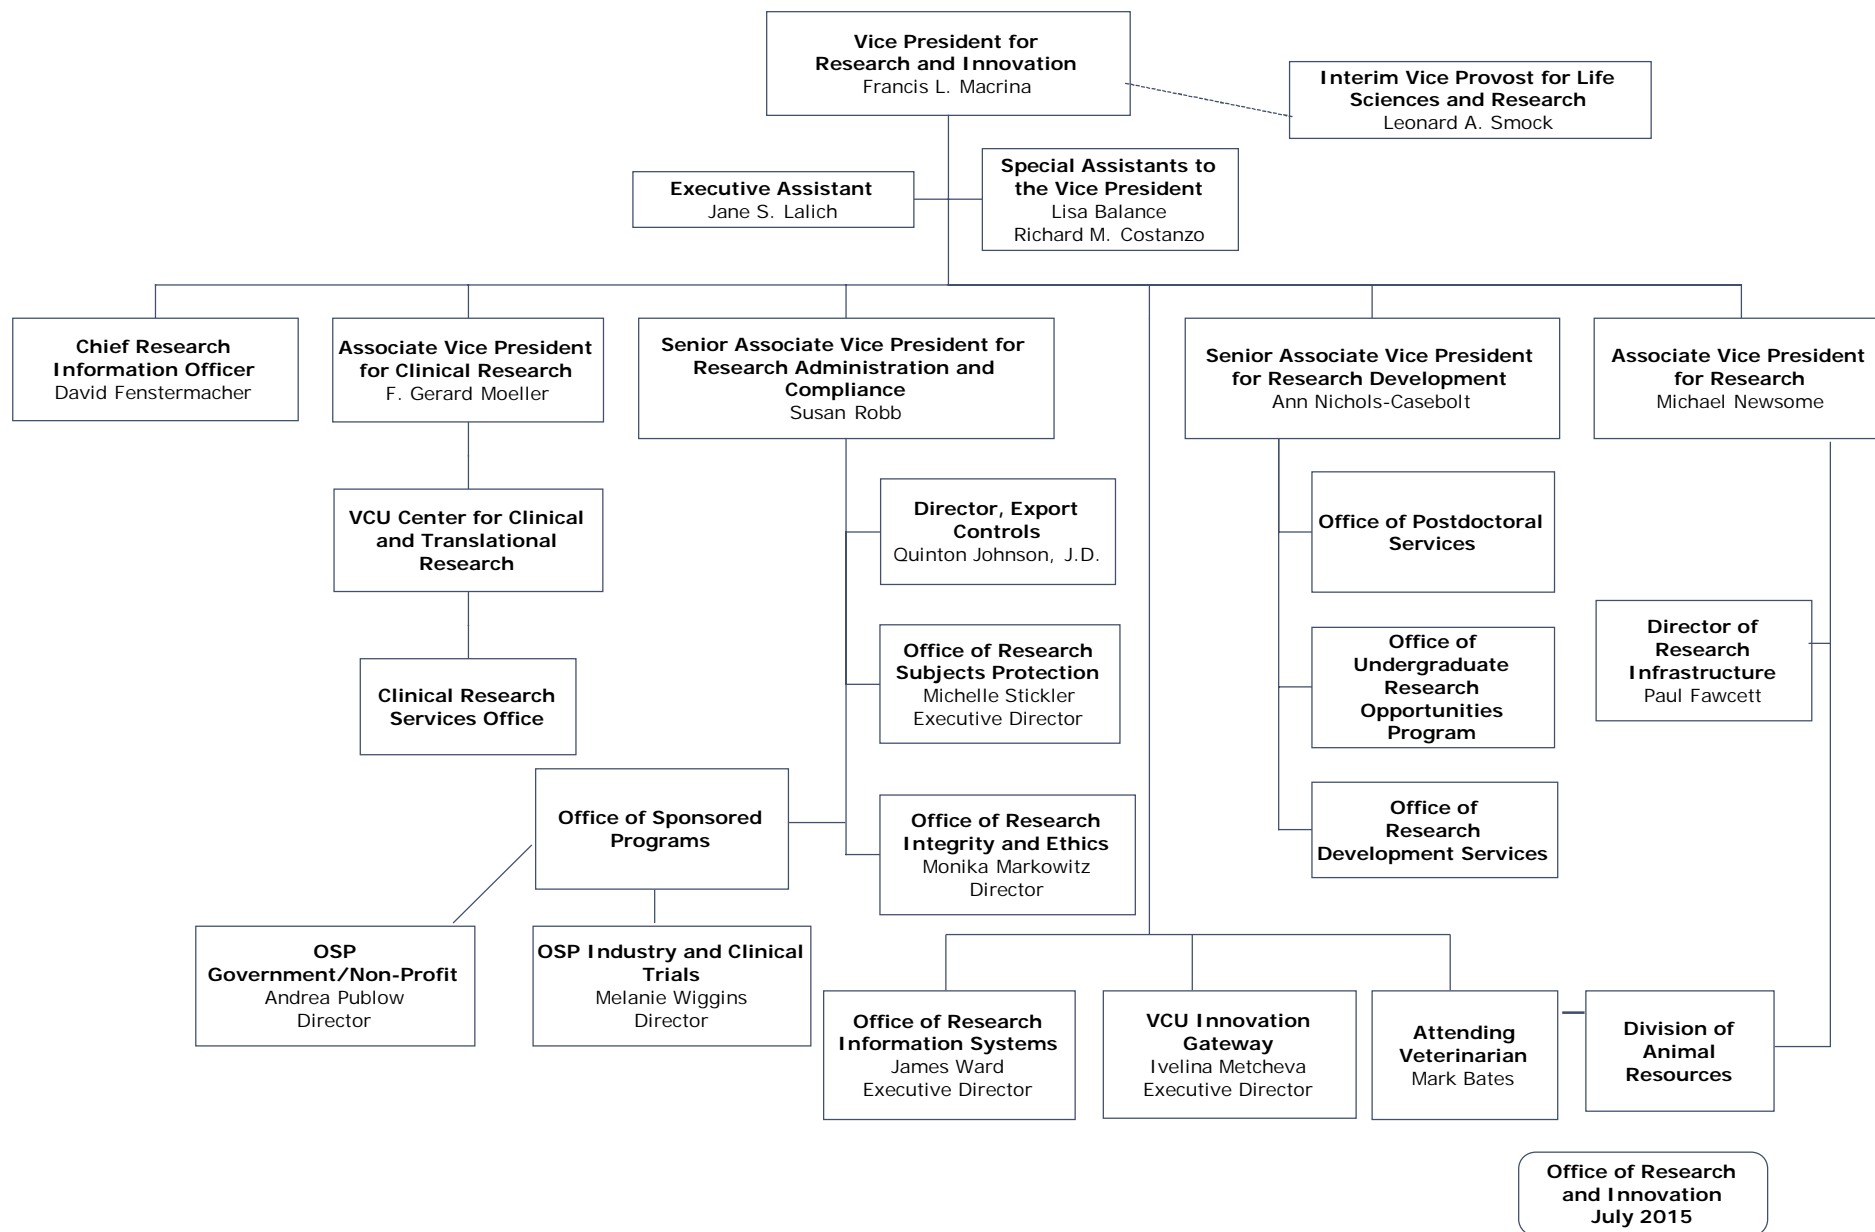 Vice President for
Research and Innovation
Francis L. Macrina
Interim Vice Provost for Life
Sciences and Research
Leonard A. Smock
Executive Assistant
Jane S. Lalich
Special Assistants to
the Vice President
Lisa Balance
Richard M. Costanzo
Chief Research
Information Officer
David Fenstermacher
Associate Vice President
for Clinical Research
F. Gerard Moeller
Senior Associate Vice President for
Research Administration and
Compliance
Susan Robb
Senior Associate Vice President
for Research Development
Ann Nichols-Casebolt
Associate Vice President
for Research
Michael Newsome
VCU Center for Clinical
and Translational
Research
Director, Export
Controls
Quinton Johnson, J.D.
Office of Postdoctoral
Services
Clinical Research
Services Office
Office of Research
Subjects Protection
Michelle Stickler
Executive Director
Office of
Undergraduate
Research
Opportunities
Program
Director of
Research
Infrastructure
Paul Fawcett
Office of Sponsored
Programs
Office of Research
Integrity and Ethics
Monika Markowitz
Director
Office of
Research
Development Services
OSP
Government/Non-Profit
Andrea Publow
Director
OSP Industry and Clinical
Trials
Melanie Wiggins
Director
Office of Research
Information Systems
James Ward
Executive Director
VCU Innovation
Gateway
Ivelina Metcheva
Executive Director
Attending
Veterinarian
Mark Bates
Division of
Animal
Resources
Office of Research
and Innovation
July 2015